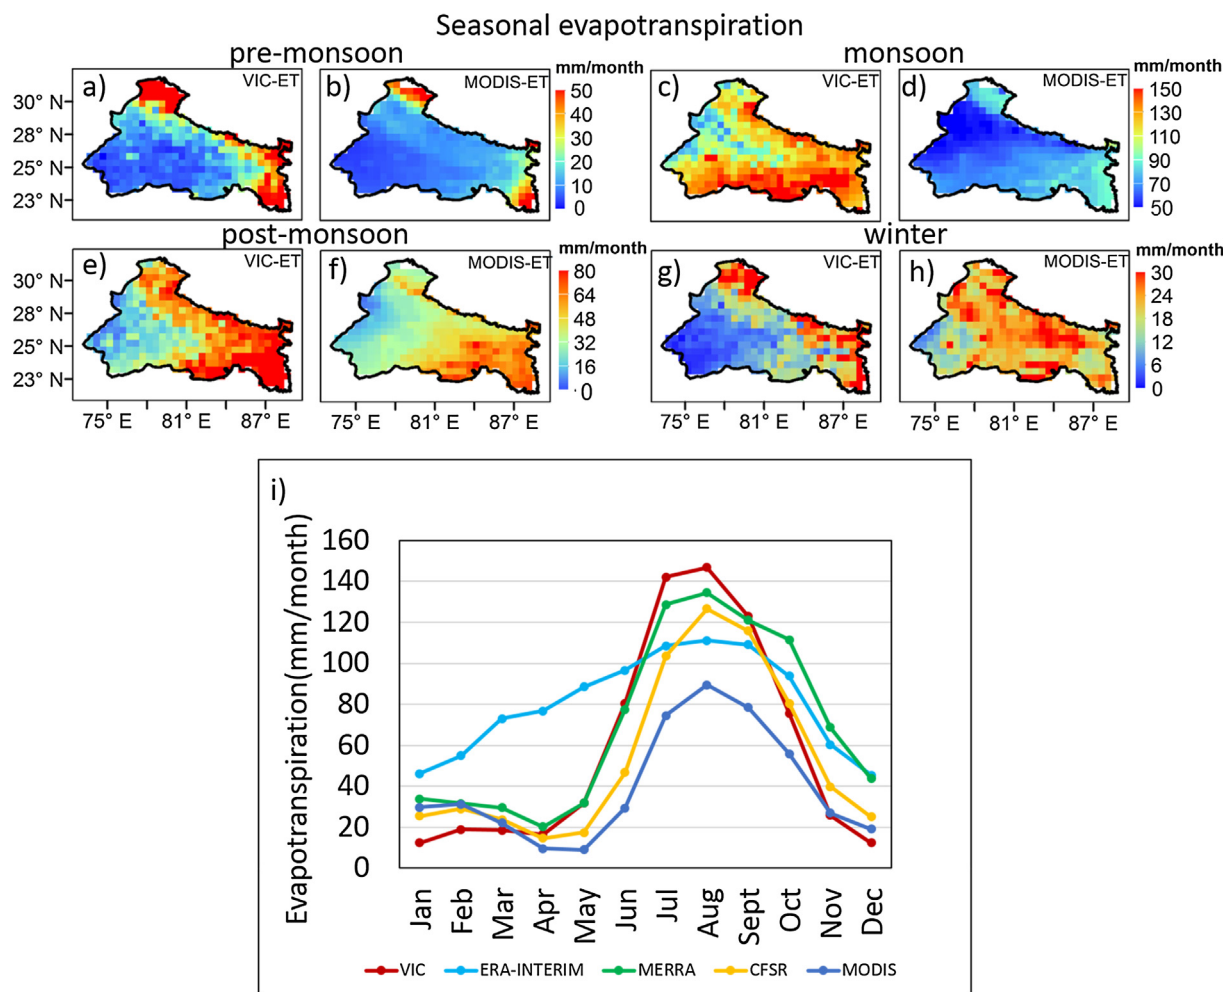 Seasonal evapotranspiration
pre-monsoon
monsoon
a)
VIC-ET
b)
MODIS-ET
mm/month
c)
VIC-ET
d)
MODIS-ET
mm/month
30° N
28° N
25° N
23° N
50
40
30
20
10
0
150
130
110
90
70
50
post-monsoon
winter
e)
VIC-ET
f)
MODIS-ET
mm/month
g)
VIC-ET
h)
MODIS-ET
mm/month
30° N
28° N
25° N
23° N
80
64
48
32
16
0
30
24
18
12
6
0
75° E 81° E 87° E
75° E 81° E 87° E
75° E 81° E 87° E
75° E 81° E 87° E
i)
Evapotranspiration(mm/month)
160
140
120
100
80
60
40
20
0
Jan
Feb
Mar
Apr
May
Jun
Jul
Aug
Sept
Oct
Nov
Dec
VIC ERA-INTERIM MERRA CFSR MODIS